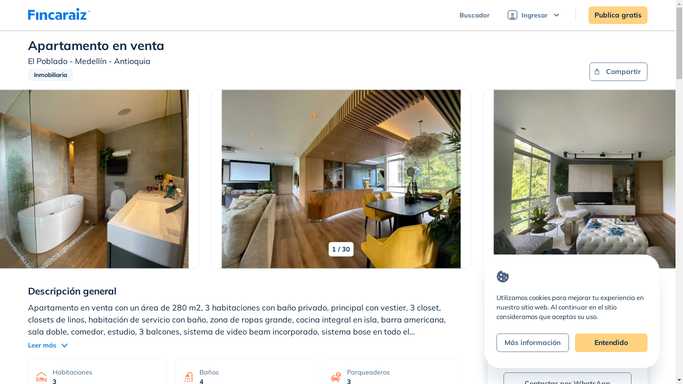 Fincaraiz
Buscador
Ingresar
Publica gratis
Apartamento en venta
El Poblado - Medellín - Antioquia
Inmobiliaria
Compartir
1 / 30
Descripción general
Apartamento en venta con un área de 280 m2, 3 habitaciones con baño privado, principal con vestier, 3 closet,
closets de linos, habitación de servicio con baño, zona de ropas grande, cocina integral en isla, barra americana,
sala doble, comedor, estudio, 3 balcones, sistema de video beam incorporado, sistema bose en todo el...
Leer más
Habitaciones
3
Baños
4
Parqueaderos
3
Utilizamos cookies para mejorar tu experiencia en
nuestro sitio web. Al continuar en el sitio
consideramos que aceptas su uso.
Más información
Entendido
Contactar por WhatsApp